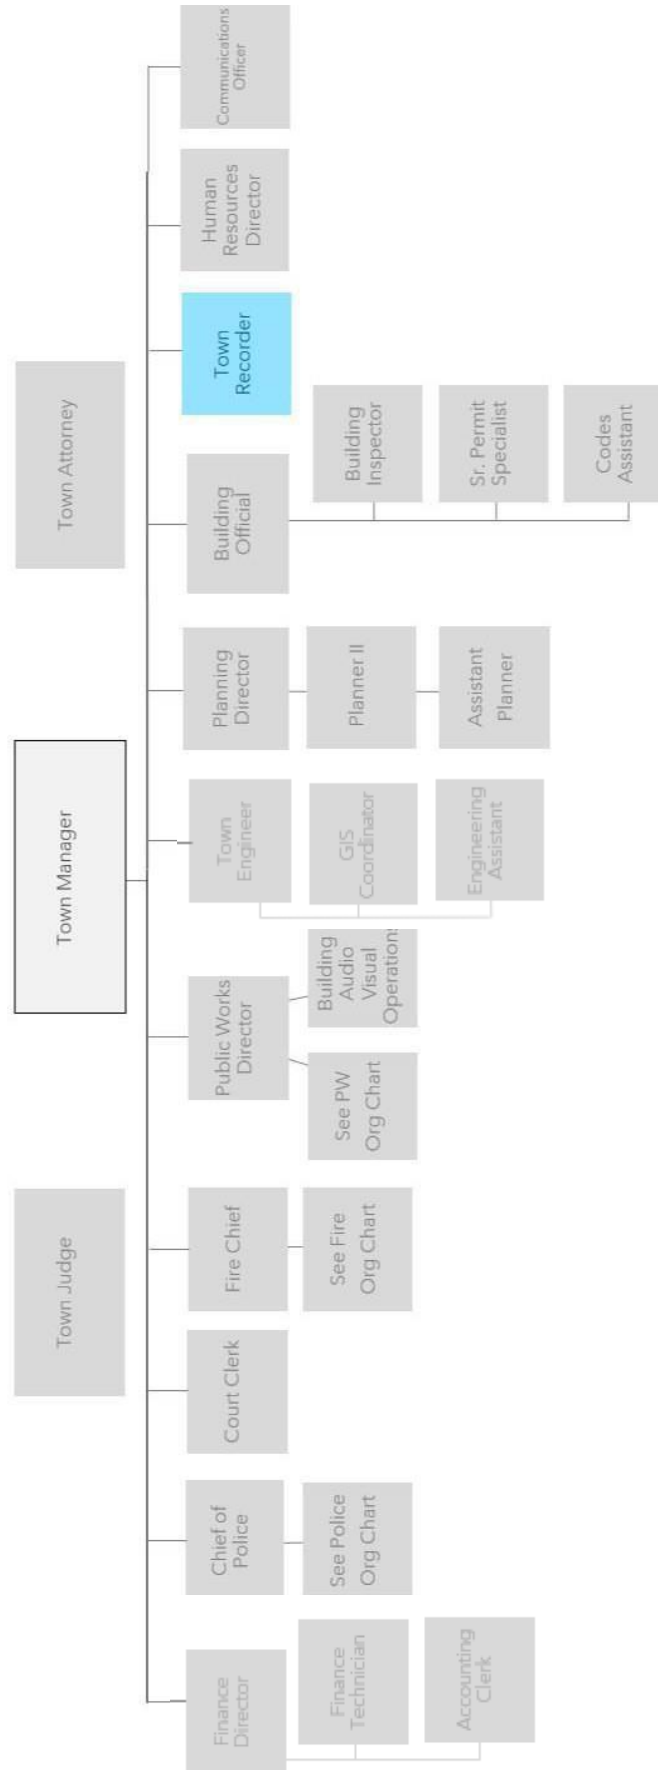 Town Judge
Town Manager
Town Attorney
Finance
Director
Chief of
Police
Court Clerk
Fire Chief
Public Works
Director
Town
Engineer
Planning
Director
Building
Official
Town
Recorder
Human
Resources
Director
Communications
Officer
Finance
Technician
See Police
Org Chart
See Fire
Org Chart
See PW
Org Chart
Building
Audio
Visual
Operations
GIS
Coordinator
Planner II
Building
Inspector
Accounting
Clerk
Engineering
Assistant
Assistant
Planner
Sr. Permit
Specialist
Codes
Assistant